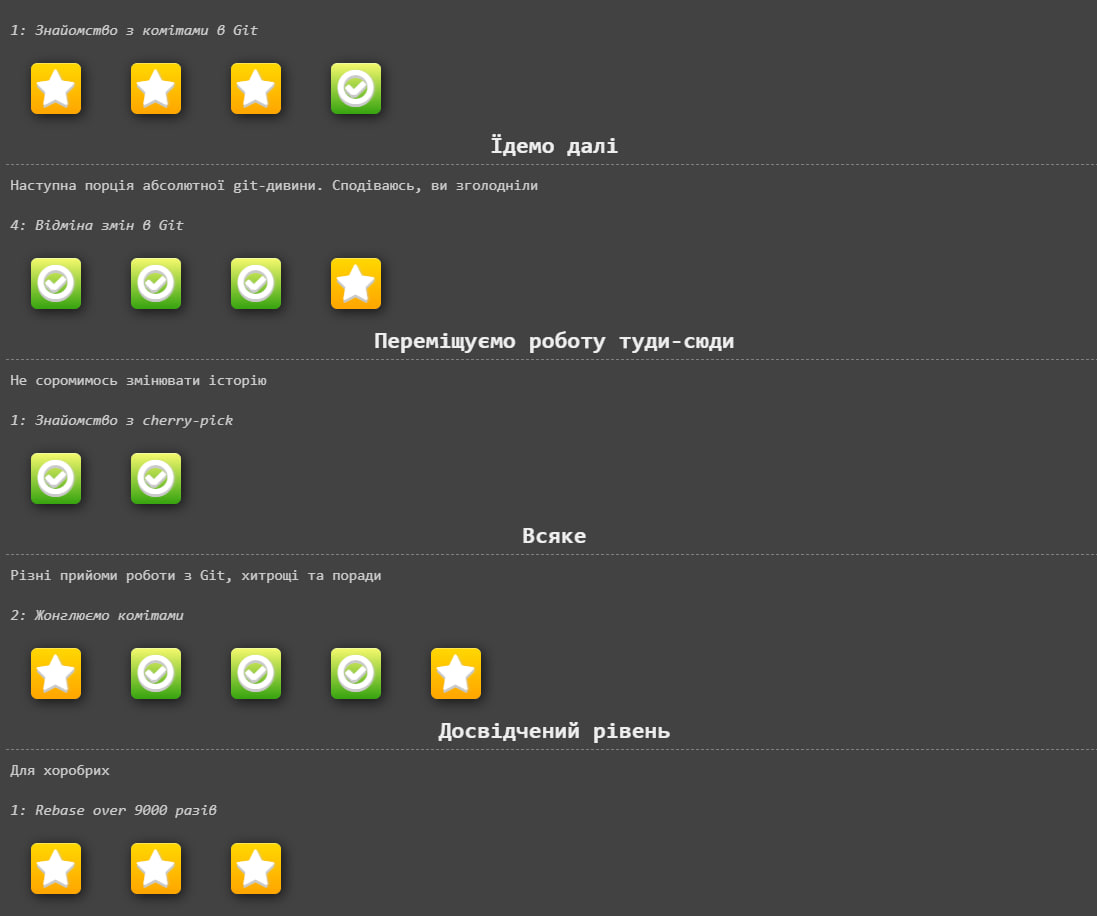 1: Знайомство з комітами в Git
Їдемо далі
Наступна порція абсолютної git-дивини. Сподіваюсь, ви зголодніли
4: Відміна змін в Git
Переміщуємо роботу туди-сюди
Не соромимось змінювати історію
1: Знайомство з cherry-pick
Всяке
Різні прийоми роботи з Git, хитрощі та поради
2: Жонглюємо комітами
Досвідчений рівень
Для хоробрих
1: Rebase over 9000 разів